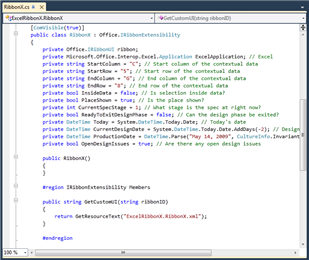 RibbonX.cs
ExcelRibbonX.RibbonX
GetCustomUI(string ribbonID)
[ComVisible(true)]
public class RibbonX : Office.IRibbonExtensibility
{
private Office.IRibbonUI ribbon;
private Microsoft.Office.Interop.Excel.Application ExcelApplication; // Excel
private string StartColumn = "C"; // Start column of the contextual data
private string StartRow = "5"; // Start row of the contextual data
private string EndColumn = "G"; // End column of the contextual data
private string EndRow = "8"; // End row of the contextual data
private bool InsideData = false; // Is selection inside data?
private bool PlaceShown = true; // Is the place shown?
private int CurrentSpecStage = 1; // What stage is the spec at right now?
private bool ReadyToExitDesignPhase = false; // Can the design phase be exited?
private DateTime Today = System.DateTime.Today.Date; // Today's date
private DateTime CurrentDesignDate = System.DateTime.Today.Date.AddDays(-2); // Design
private DateTime ProductionDate = DateTime.Parse("May 14, 2009", CultureInfo.Invariant
private bool OpenDesignIssues = true; // Are there any open design issues
public RibbonX()
{
}
#region IRibbonExtensibility Members
public string GetCustomUI(string ribbonID)
{
return GetResourceText("ExcelRibbonX.RibbonX.xml");
}
#endregion
100 %